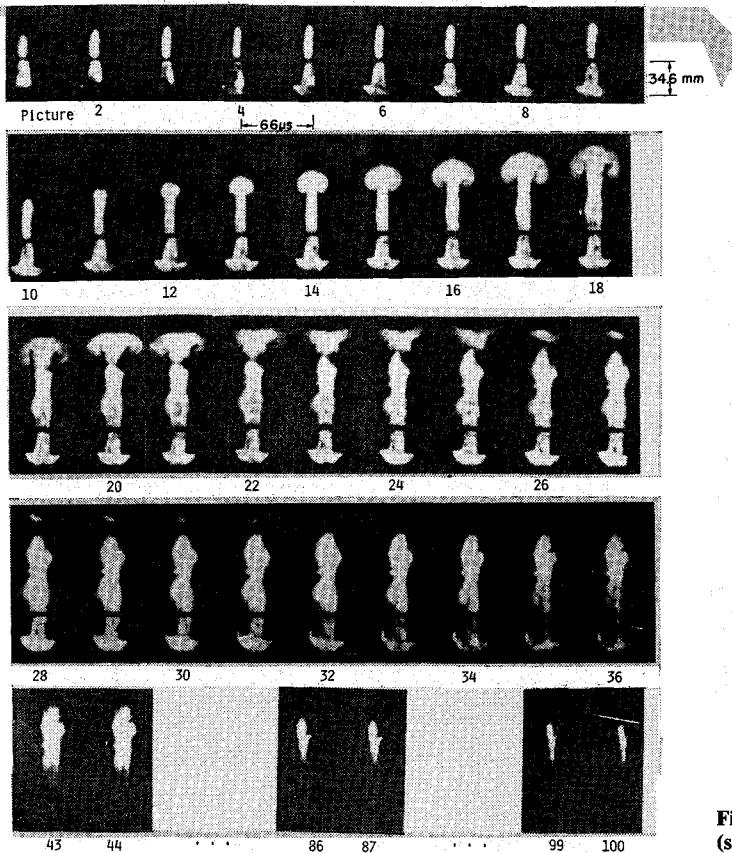 34.6 mm
Picture 2 4 6 8
66µs
10 12 14 16 18
20 22 24 26
28 30 32 34 36
43 44 . . . 86 87 . . . 99 100
Fi
(s